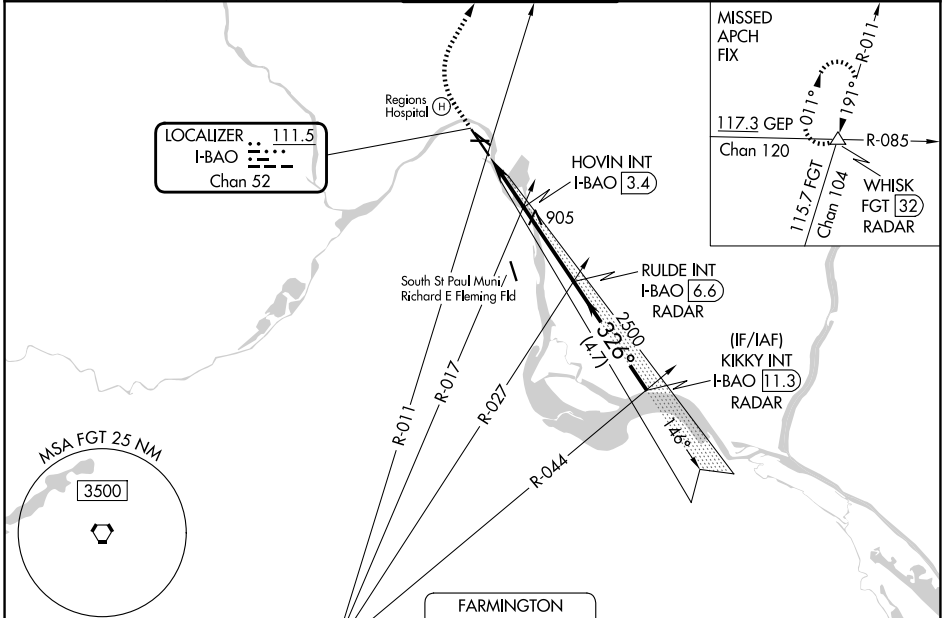 MISSED
APCH
FIX
R-011
011°
191°
117.3 GEP
Chan 120
R-085
115.7 FGT
Chan 104
WHISK
FGT 32
RADAR
Regions
Hospital H
LOCALIZER 111.5
I-BAO
Chan 52
HOVIN INT
I-BAO 3.4
905
South St Paul Muni/
Richard E Fleming Fld
RULDE INT
I-BAO 6.6
RADAR
2500
326°
(4.7)
(IF/IAF)
KIKKY INT
I-BAO 11.3
RADAR
146°
R-011
R-017
R-027
R-044
MSA FGT 25 NM
3500
FARMINGTON